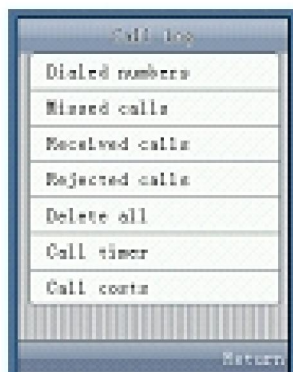 Call log
Dialed numbers
Missed calls
Received calls
Rejected calls
Delete all
Call timer
Call costs
Return